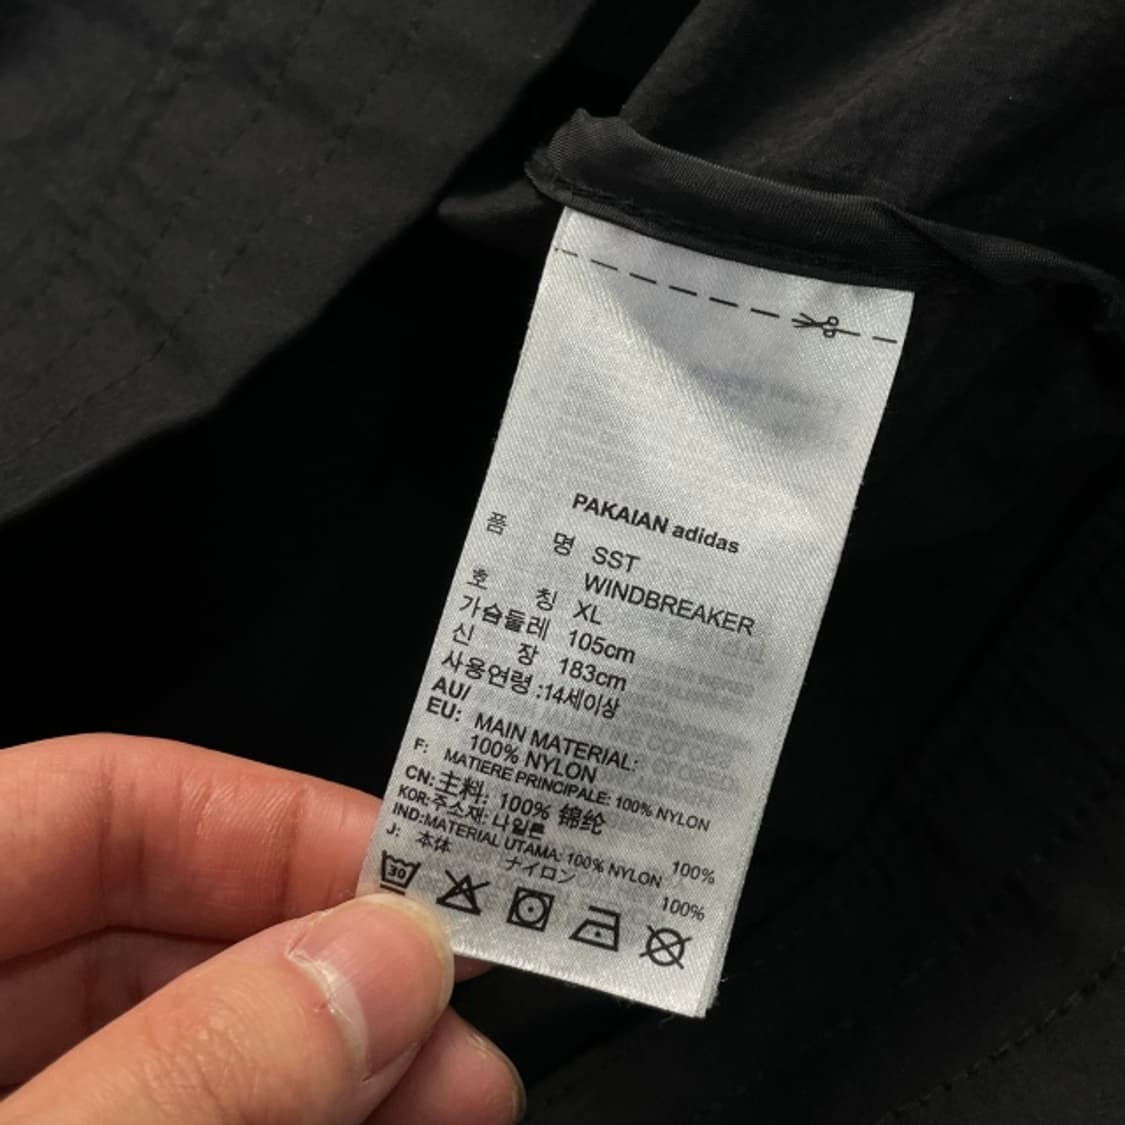 PAKAIAN adidas
품 명 SST
WINDBREAKER
호 칭 XL
가슴둘레 105cm
신 장 183cm
사용연령 :14세이상
AU/
EU: MAIN MATERIAL:
100% NYLON
F: MATIERE PRINCIPALE: 100% NYLON
CN: 主料: 100% 锦纶
KOR: 주소재: 나일론 100%
IND:MATERIAL UTAMA: 100% NYLON
J: 本体 ナイロン 100%
30